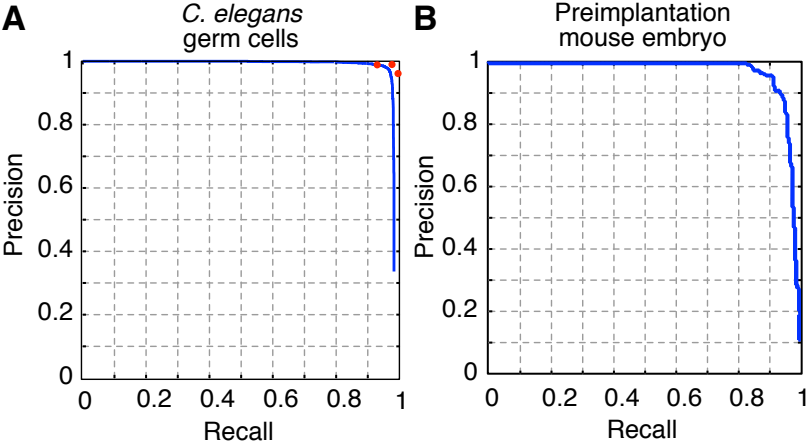 A
C. elegans
germ cells
1
0.8
0.6
0.4
0.2
0
Precision
0 0.2 0.4 0.6 0.8 1
Recall
B
Preimplantation
mouse embryo
1
0.8
0.6
0.4
0.2
0
Precision
0 0.2 0.4 0.6 0.8 1
Recall